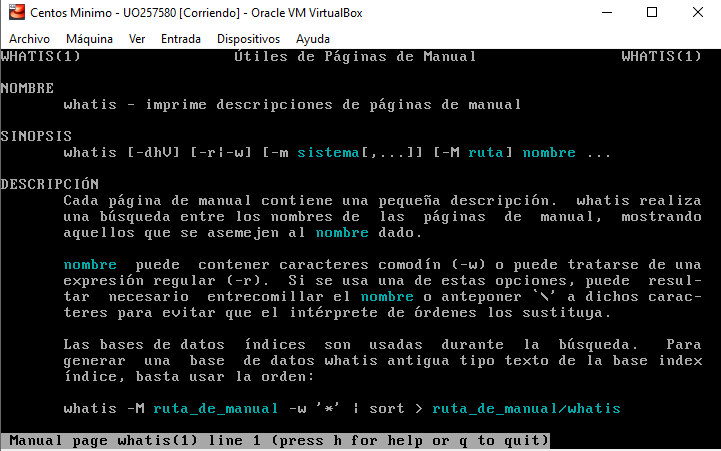 Centos Minimo - UO257580 [Corriendo] - Oracle VM VirtualBox
Archivo Máquina Ver Entrada Dispositivos Ayuda
WHATIS(1) Útiles de Páginas de Manual WHATIS(1)
NOMBRE
whatis - imprime descripciones de páginas de manual
SINOPSIS
whatis [-dhV] [-r|-w] [-m sistema[,...]] [-M ruta] nombre ...
DESCRIPCIÓN
Cada página de manual contiene una pequeña descripción. whatis realiza
una búsqueda entre los nombres de las páginas de manual, mostrando
aquellos que se asemejen al nombre dado.
nombre puede contener caracteres comodín (-w) o puede tratarse de una
expresión regular (-r). Si se usa una de estas opciones, puede resul-
tar necesario entrecomillar el nombre o anteponer `\' a dichos carac-
teres para evitar que el intérprete de órdenes los sustituya.
Las bases de datos índices son usadas durante la búsqueda. Para
generar una base de datos whatis antigua tipo texto de la base index
índice, basta usar la orden:
whatis -M ruta_de_manual -w '*' | sort > ruta_de_manual/whatis
Manual page whatis(1) line 1 (press h for help or q to quit)